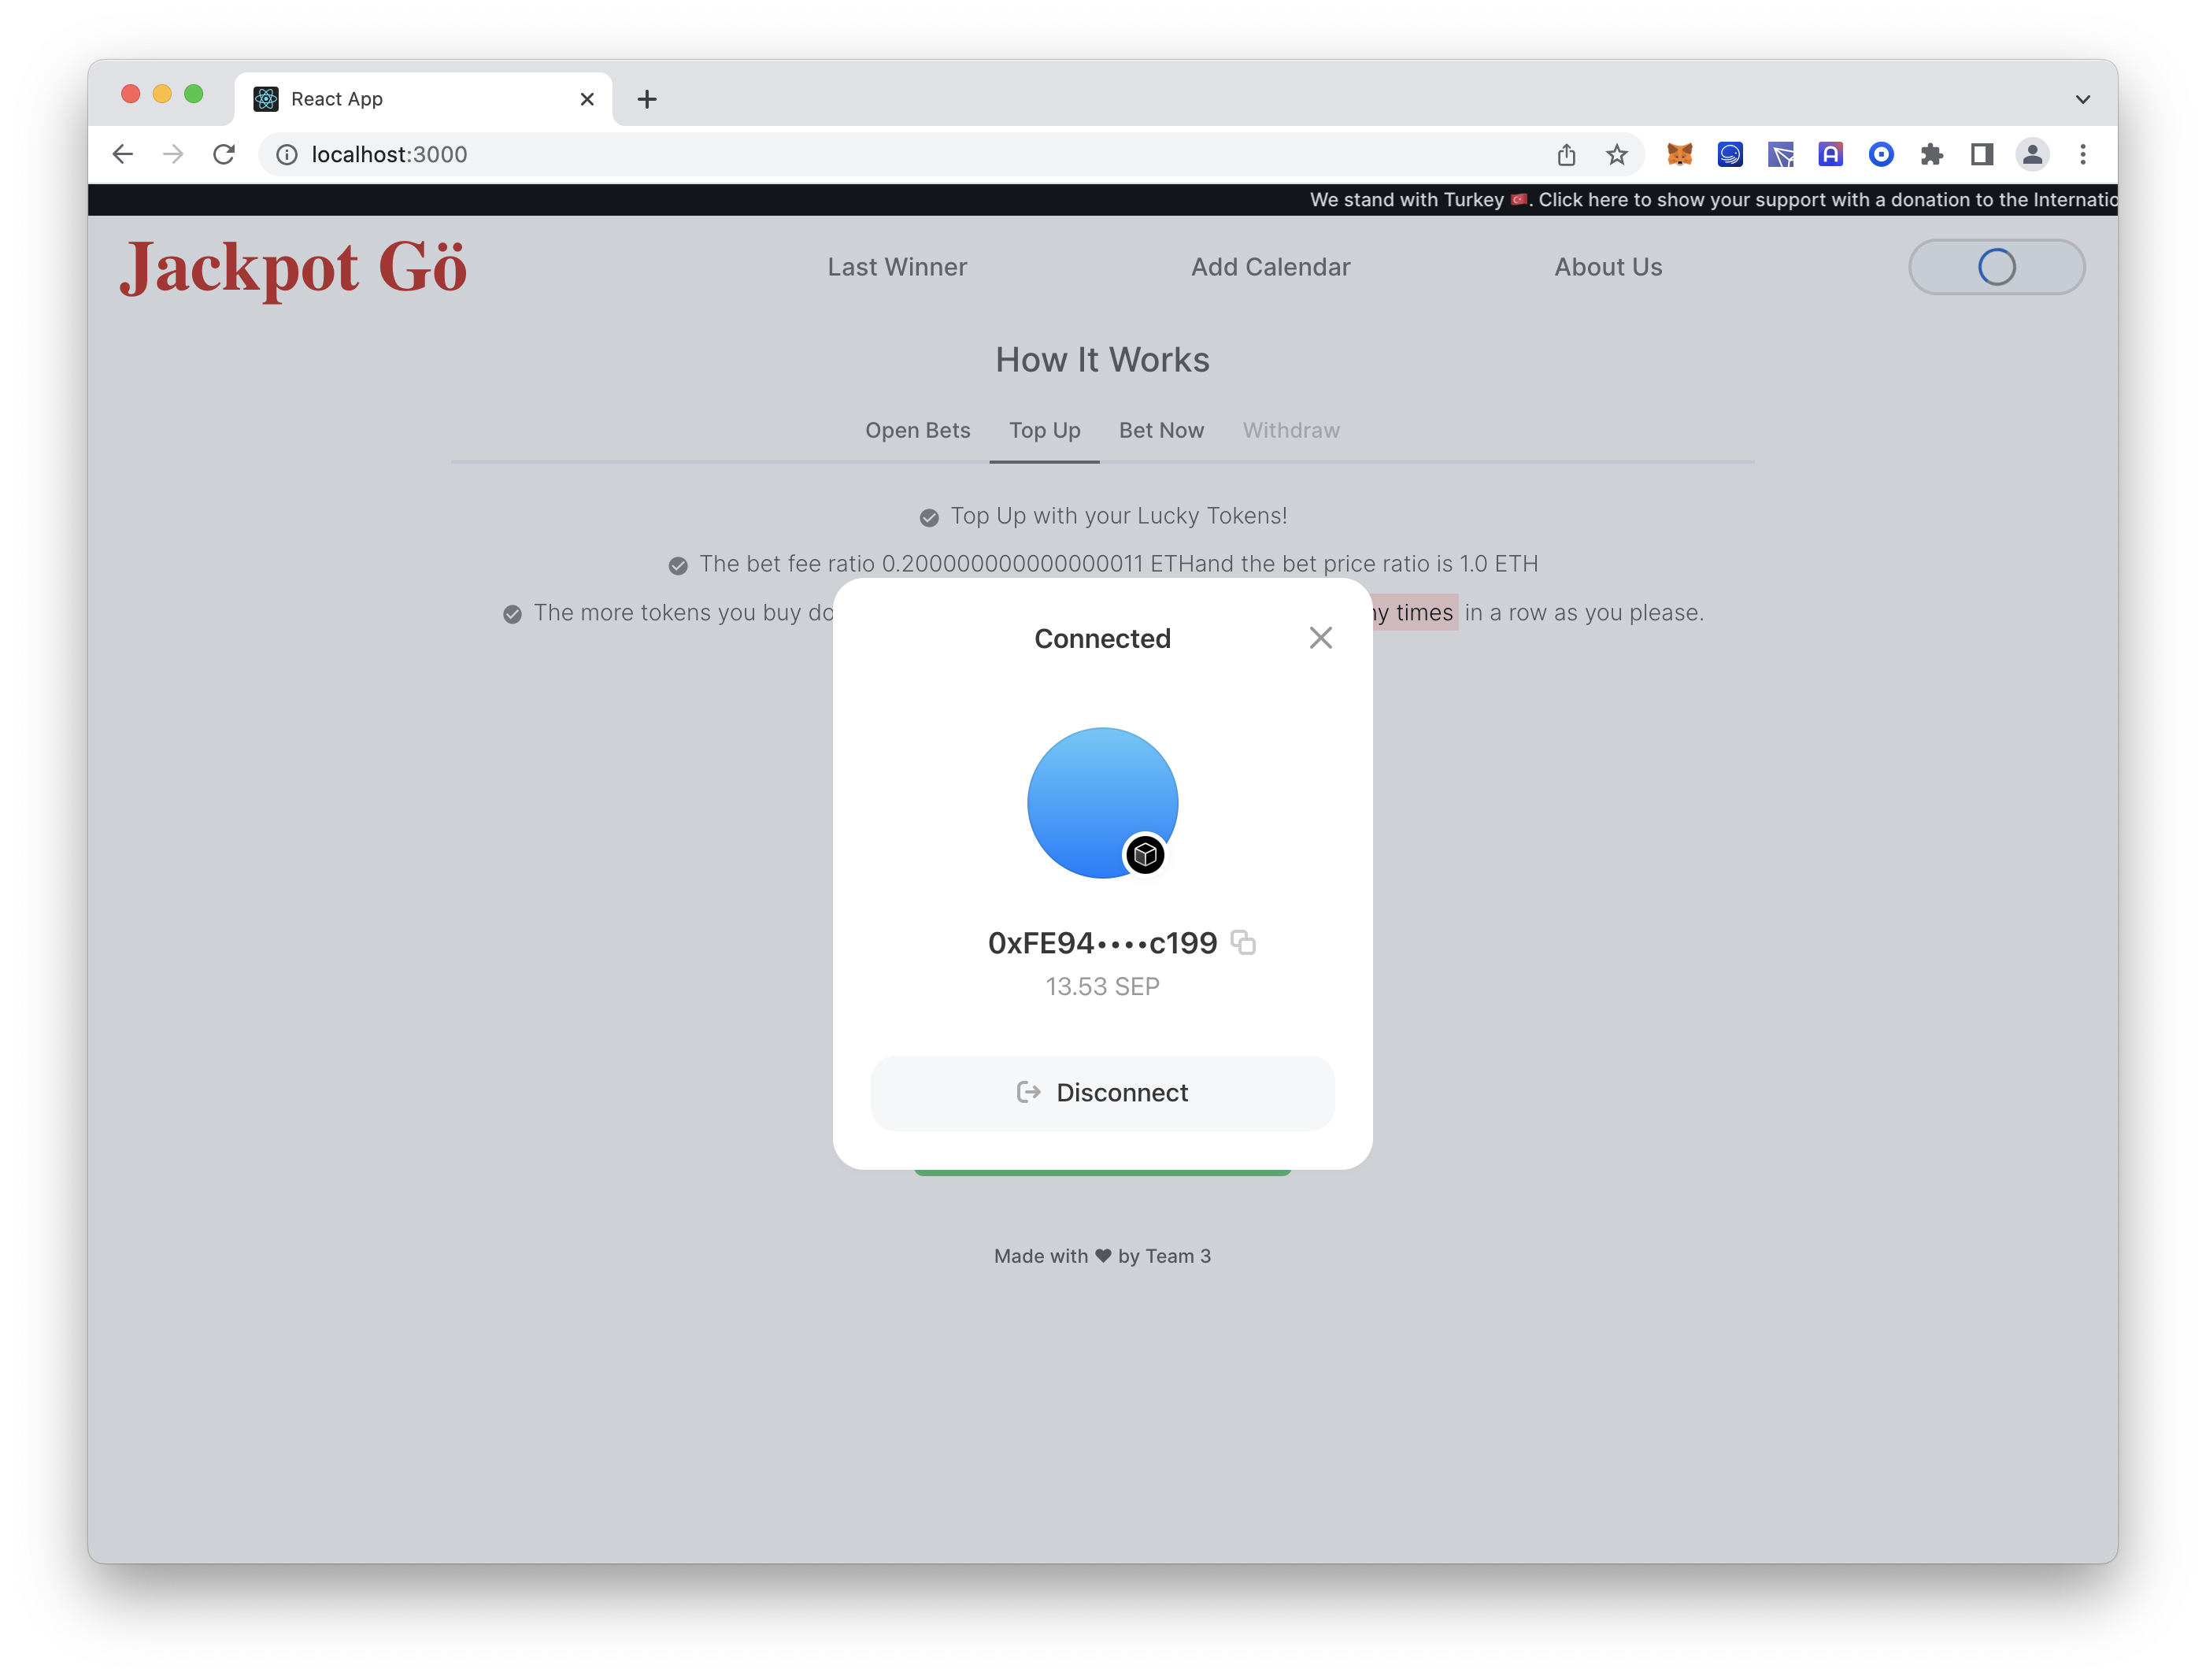 React App
localhost:3000
We stand with Turkey 🇹🇷. Click here to show your support with a donation to the Internatio
Jackpot Gö
Last Winner
Add Calendar
About Us
How It Works
Open Bets
Top Up
Bet Now
Withdraw
Top Up with your Lucky Tokens!
The bet fee ratio 0.200000000000000011 ETHand the bet price ratio is 1.0 ETH
The more tokens you buy do
y times in a row as you please.
Connected
0xFE94••••c199
13.53 SEP
Disconnect
Made with ❤ by Team 3